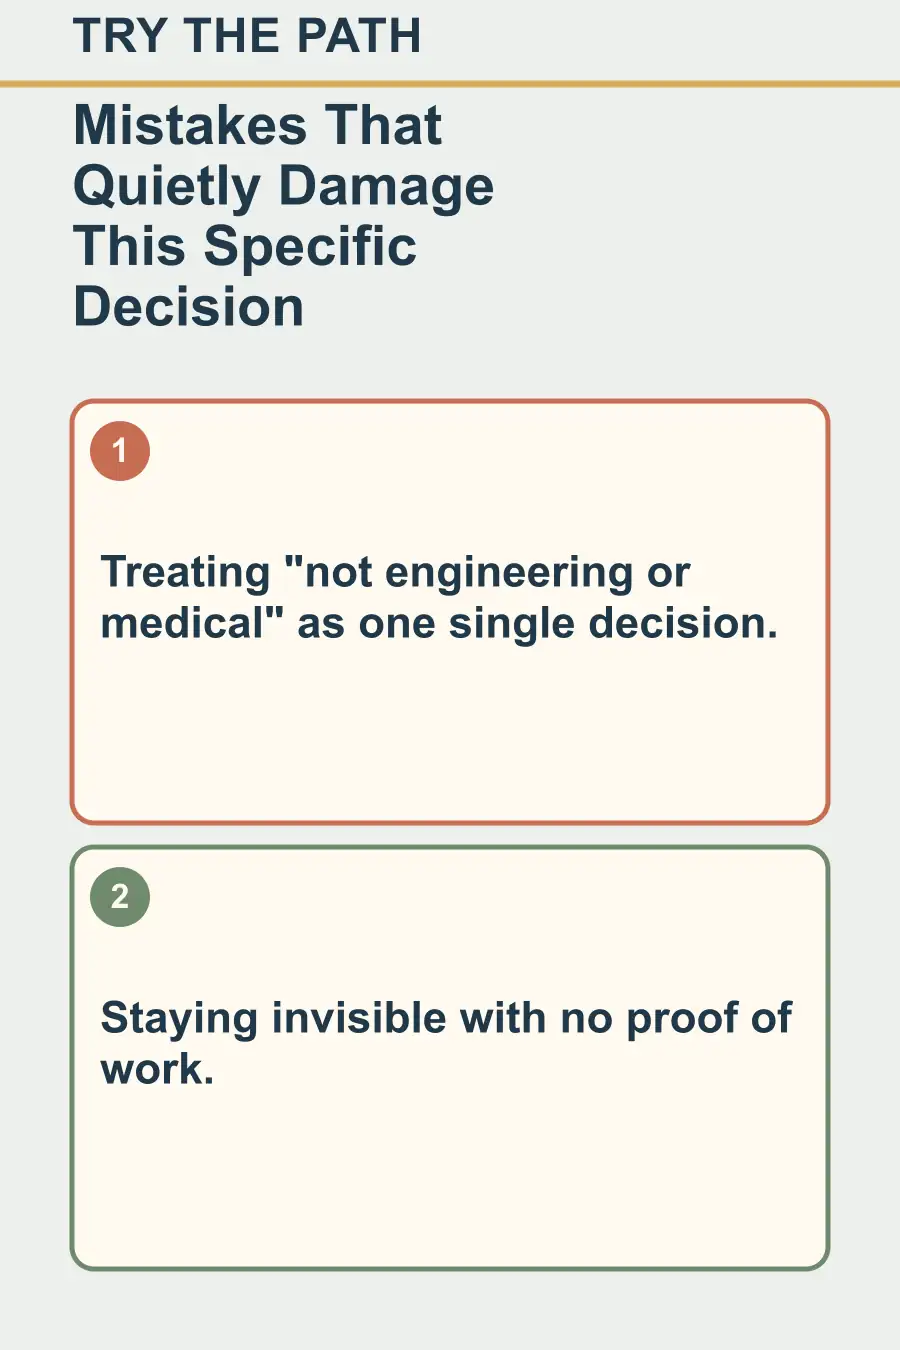 TRY THE PATH
Mistakes That
Quietly Damage
This Specific
Decision
1
Treating "not engineering or
medical" as one single decision.
2
Staying invisible with no proof of
work.